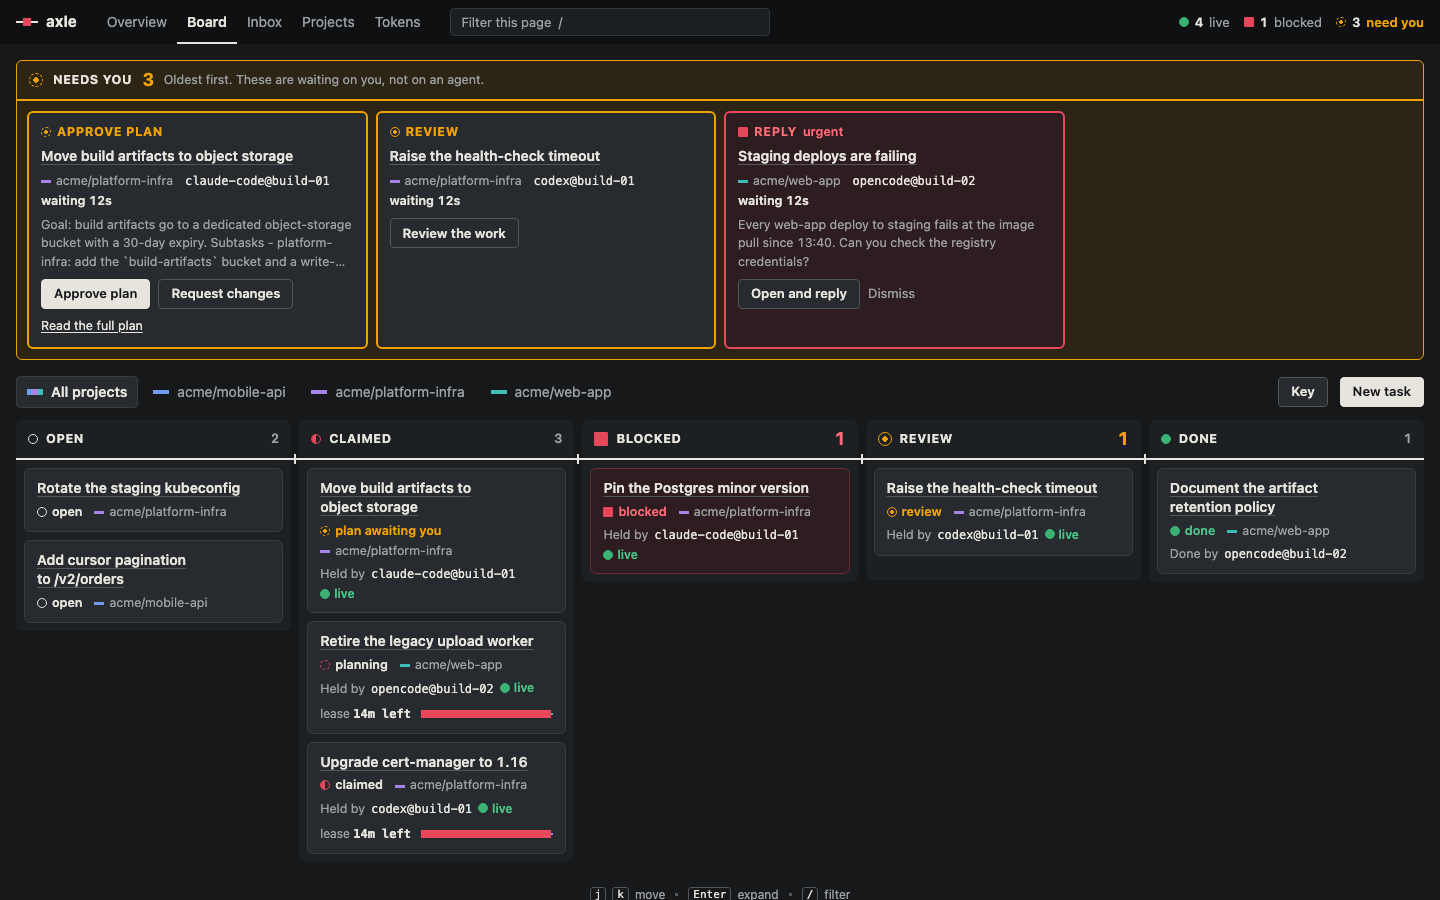 axle Overview Board Inbox Projects Tokens Filter this page / 4 live 1 blocked 3 need you
NEEDS YOU 3 Oldest first. These are waiting on you, not on an agent.
APPROVE PLAN
Move build artifacts to object storage
acme/platform-infra claude-code@build-01
waiting 12s
Goal: build artifacts go to a dedicated object-storage
bucket with a 30-day expiry. Subtasks - platform-
infra: add the `build-artifacts` bucket and a write-...
Approve plan Request changes
Read the full plan
REVIEW
Raise the health-check timeout
acme/platform-infra codex@build-01
waiting 12s
Review the work
REPLY urgent
Staging deploys are failing
acme/web-app opencode@build-02
waiting 12s
Every web-app deploy to staging fails at the image
pull since 13:40. Can you check the registry
credentials?
Open and reply Dismiss
All projects acme/mobile-api acme/platform-infra acme/web-app Key New task
OPEN 2
Rotate the staging kubeconfig
open acme/platform-infra
Add cursor pagination
to /v2/orders
open acme/mobile-api
CLAIMED 3
Move build artifacts to
object storage
plan awaiting you
acme/platform-infra
Held by claude-code@build-01
live
Retire the legacy upload worker
planning acme/web-app
Held by opencode@build-02 live
lease 14m left
Upgrade cert-manager to 1.16
claimed acme/platform-infra
Held by codex@build-01 live
lease 14m left
BLOCKED 1
Pin the Postgres minor version
blocked acme/platform-infra
Held by claude-code@build-01
live
REVIEW 1
Raise the health-check timeout
review acme/platform-infra
Held by codex@build-01 live
DONE 1
Document the artifact
retention policy
done acme/web-app
Done by opencode@build-02
j k move • Enter expand • / filter